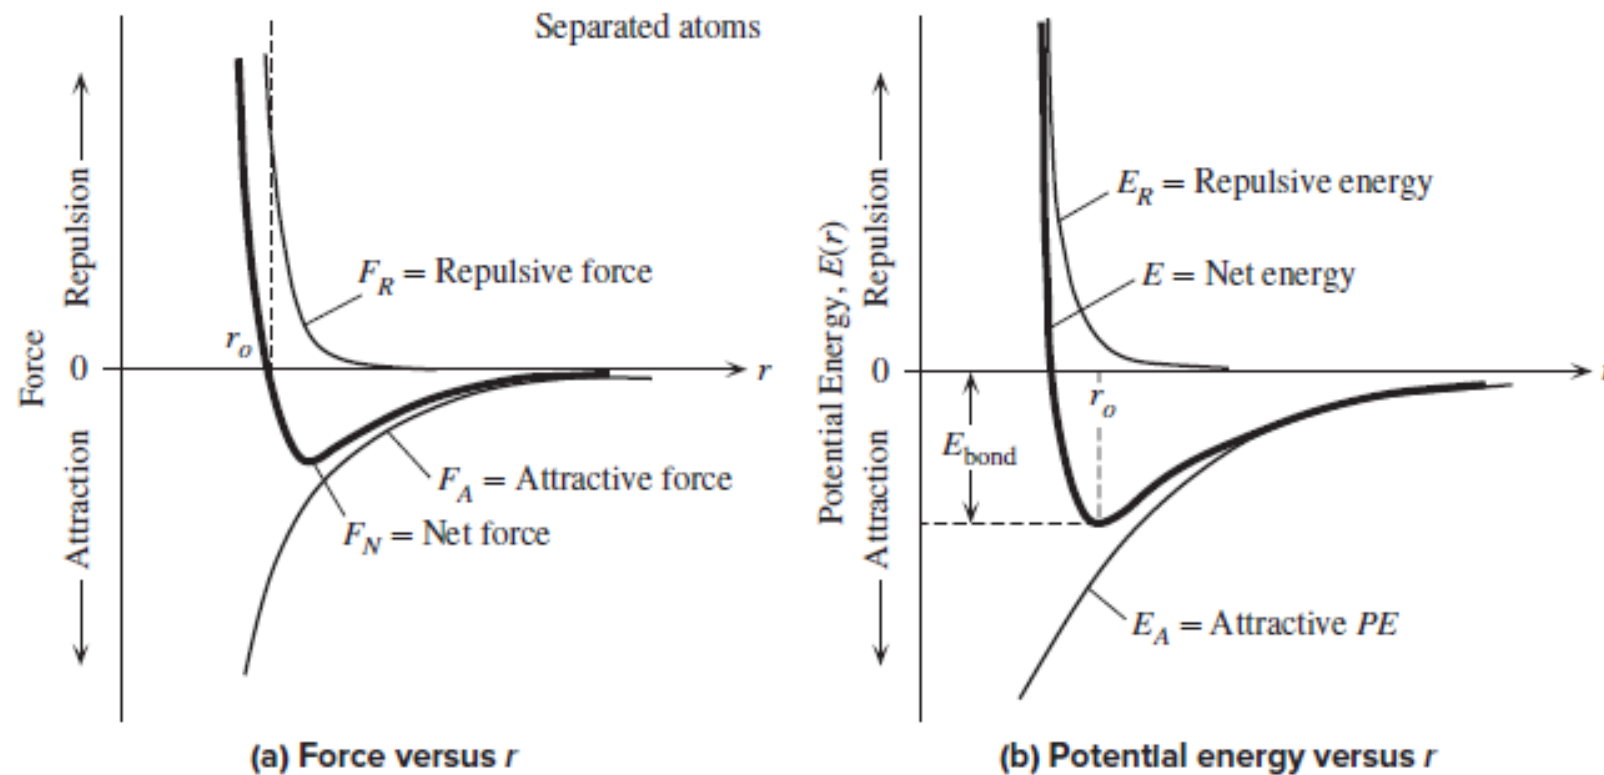 Separated atoms
Force
Attraction
Repulsion
0
r_o
F_R = Repulsive force
r
F_A = Attractive force
F_N = Net force
(a) Force versus r
Potential Energy, E(r)
Attraction
Repulsion
0
E_R = Repulsive energy
E = Net energy
r_o
E_bond
E_A = Attractive PE
(b) Potential energy versus r